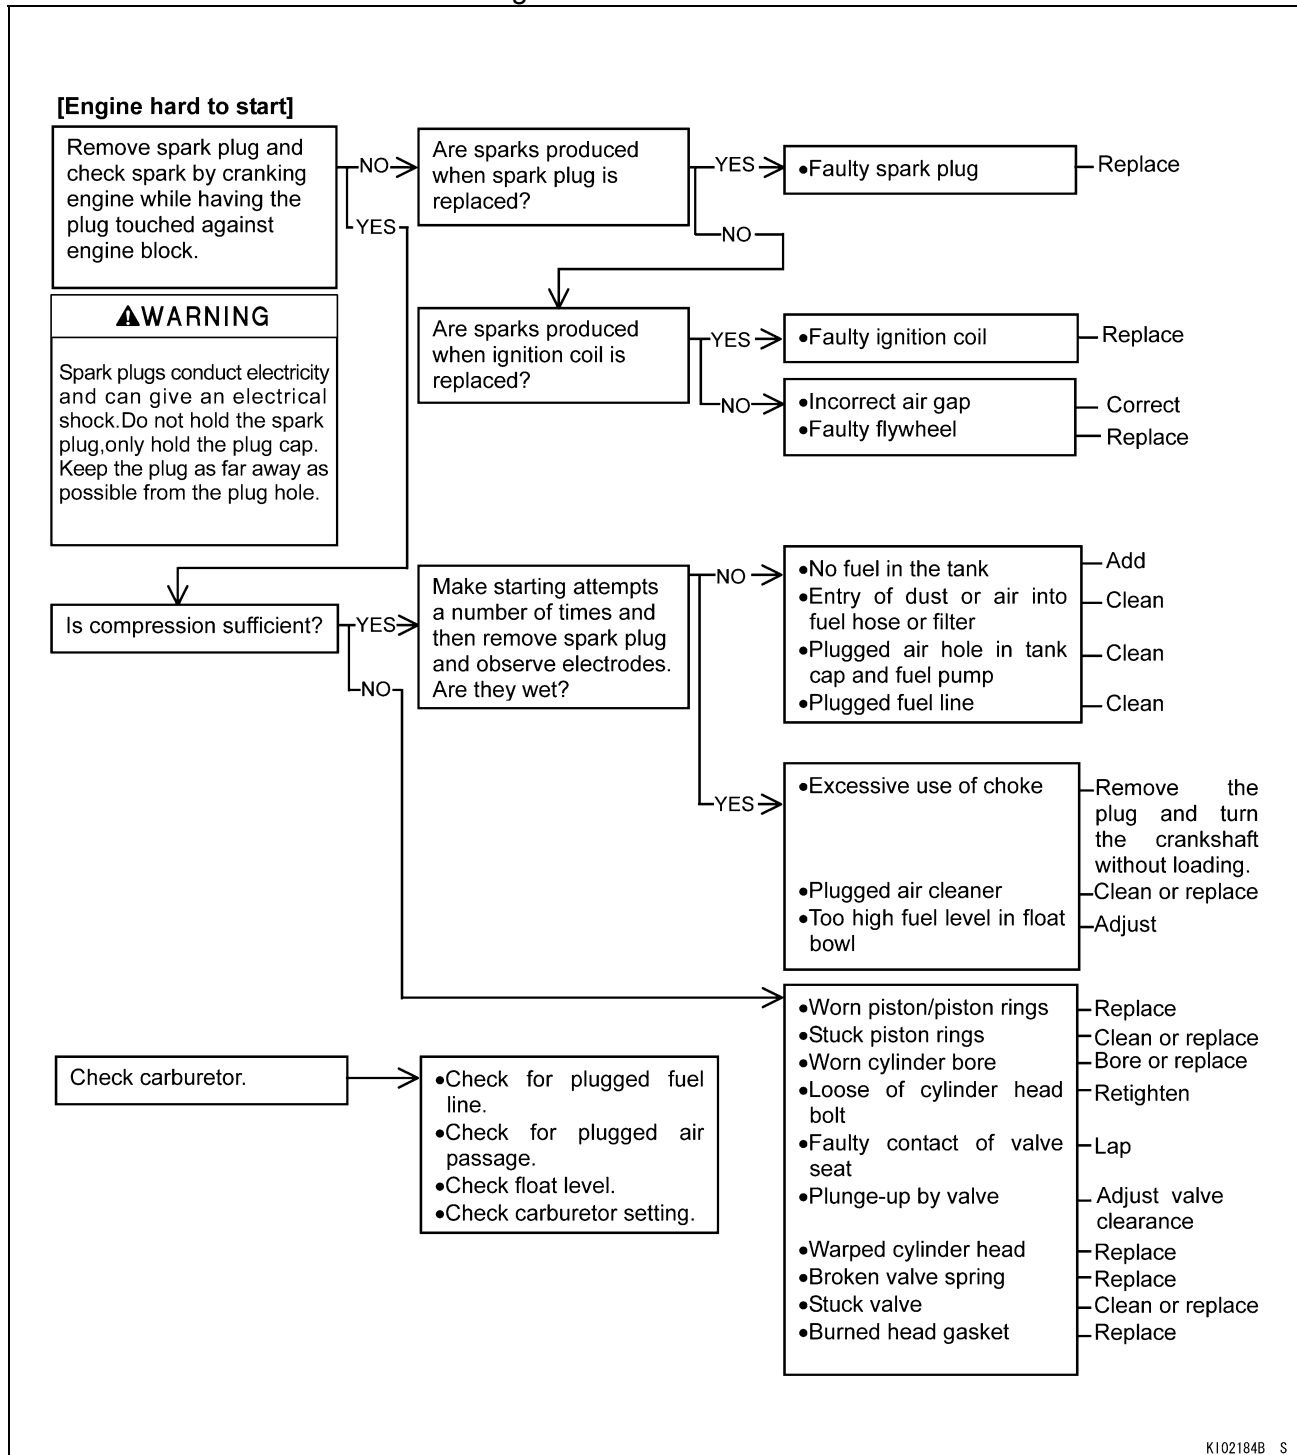 [Engine hard to start]
Remove spark plug and
check spark by cranking
engine while having the
plug touched against
engine block.
NO
YES
Are sparks produced
when spark plug is
replaced?
YES
NO
•Faulty spark plug
Replace
⚠WARNING
Spark plugs conduct electricity
and can give an electrical
shock.Do not hold the spark
plug,only hold the plug cap.
Keep the plug as far away as
possible from the plug hole.
Are sparks produced
when ignition coil is
replaced?
YES
•Faulty ignition coil
Replace
NO
•Incorrect air gap
Correct
•Faulty flywheel
Replace
Is compression sufficient?
YES
NO
Make starting attempts
a number of times and
then remove spark plug
and observe electrodes.
Are they wet?
NO
•No fuel in the tank
Add
•Entry of dust or air into
fuel hose or filter
Clean
•Plugged air hole in tank
cap and fuel pump
Clean
•Plugged fuel line
Clean
YES
•Excessive use of choke
Remove the
plug and turn
the crankshaft
without loading.
•Plugged air cleaner
Clean or replace
•Too high fuel level in float
bowl
Adjust
•Worn piston/piston rings
Replace
•Stuck piston rings
Clean or replace
•Worn cylinder bore
Bore or replace
•Loose of cylinder head
bolt
Retighten
•Faulty contact of valve
seat
Lap
•Plunge-up by valve
Adjust valve
clearance
•Warped cylinder head
Replace
•Broken valve spring
Replace
•Stuck valve
Clean or replace
•Burned head gasket
Replace
Check carburetor.
•Check for plugged fuel
line.
•Check for plugged air
passage.
•Check float level.
•Check carburetor setting.
KI02184B S